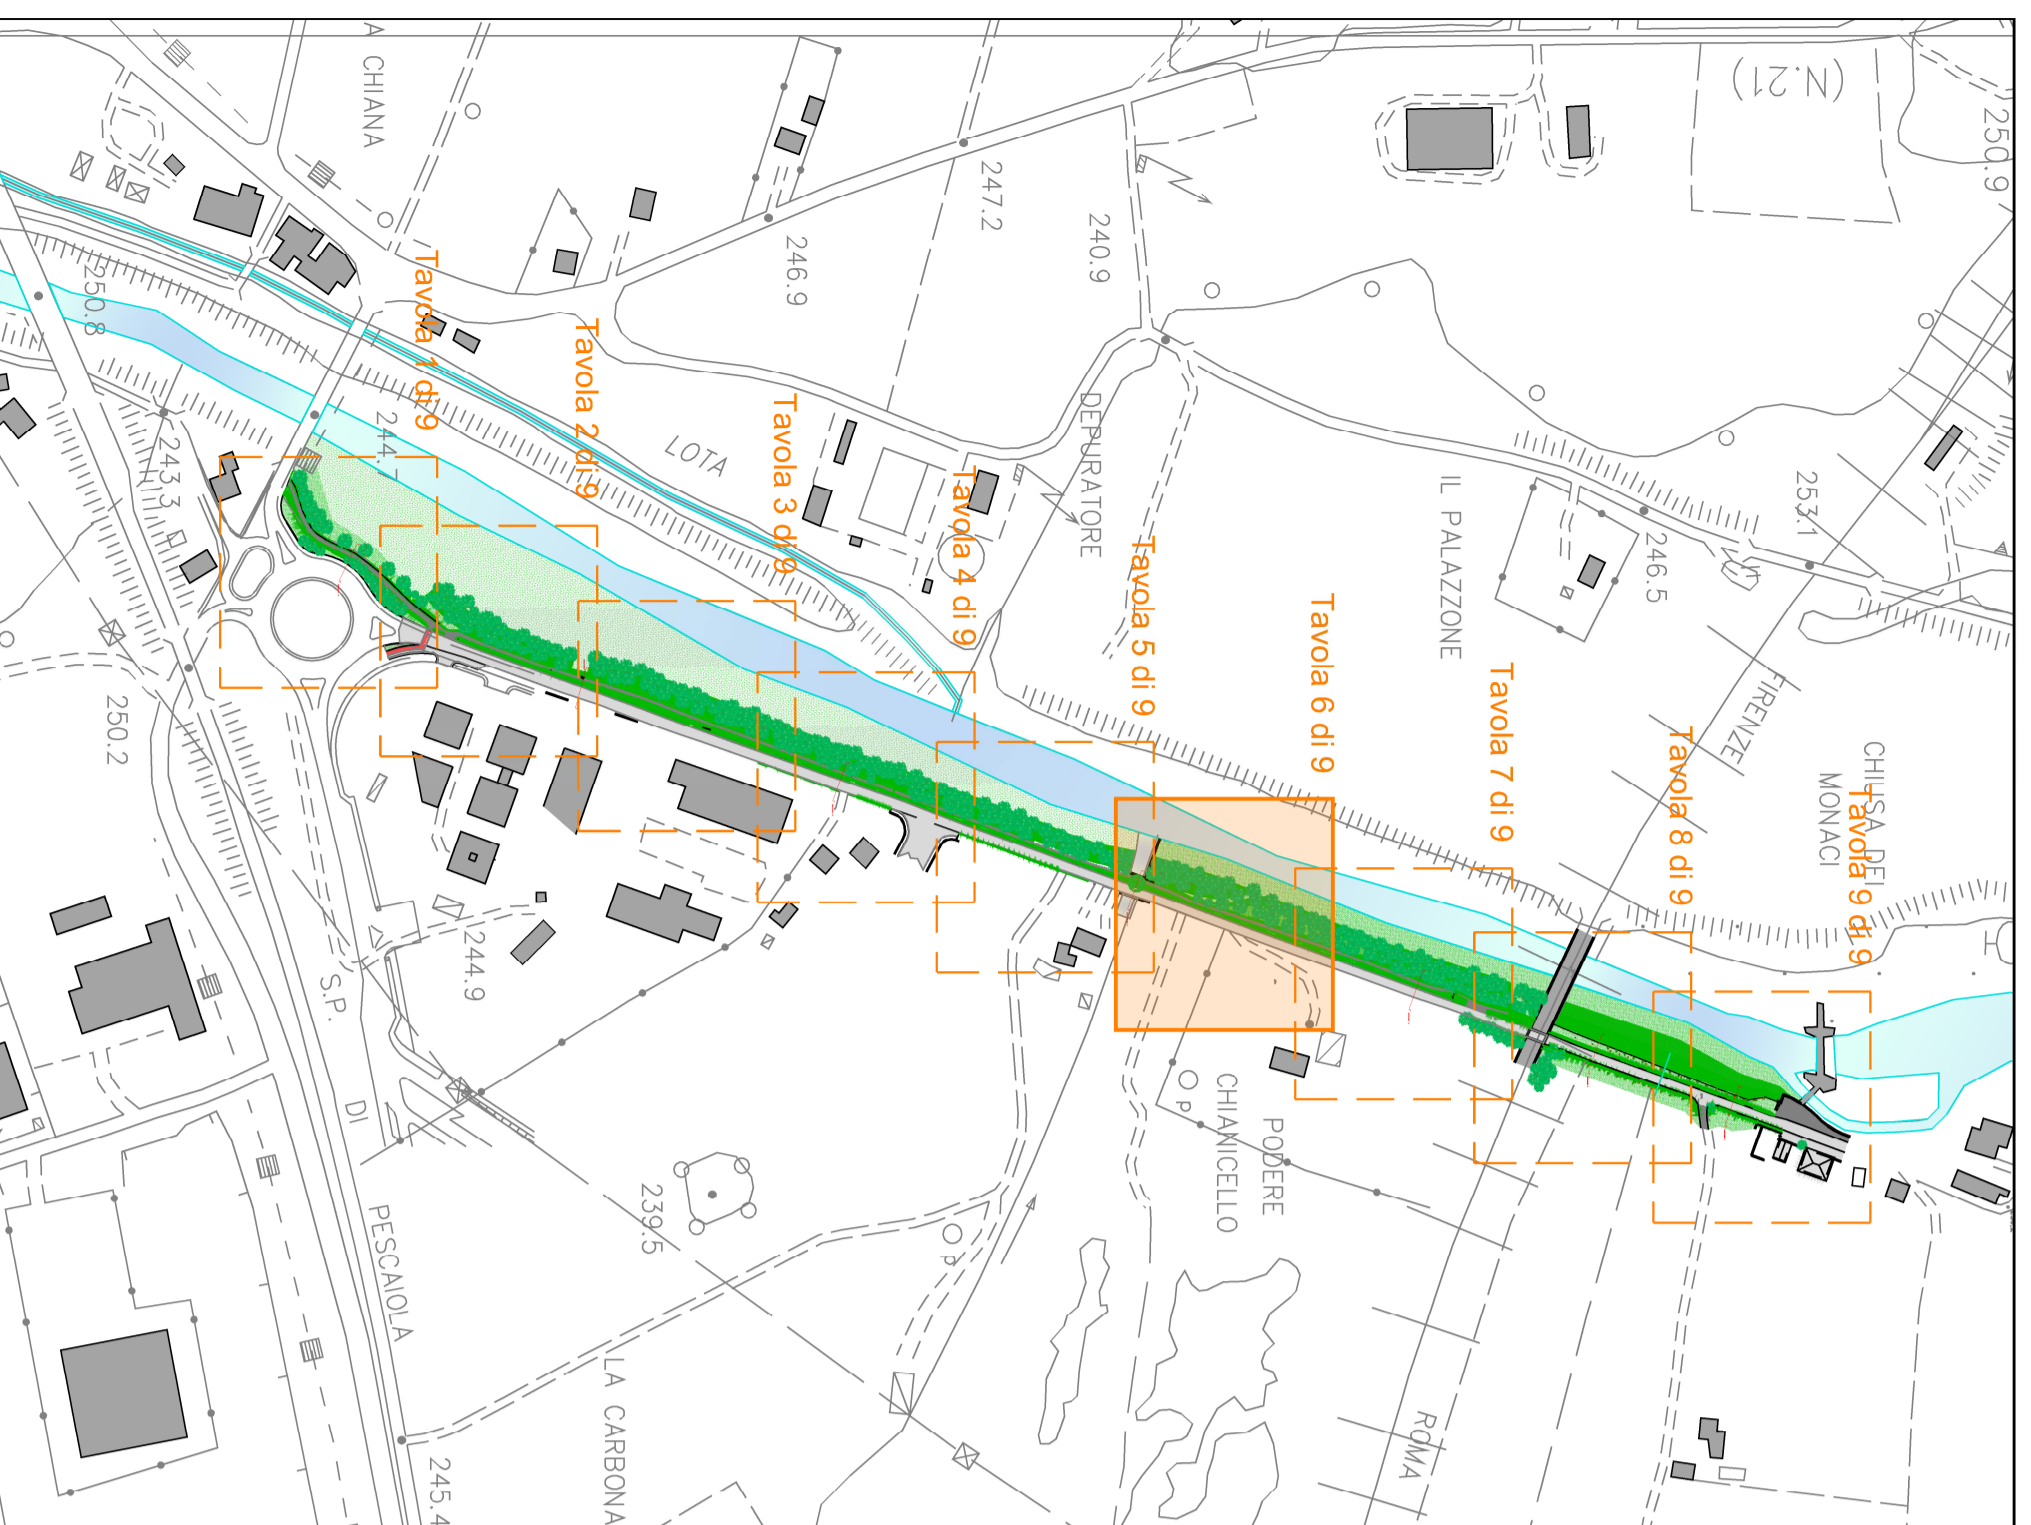 A CHIANA
(N.21)
250.9
247.2
240.9
246.9
250.8
Tavola 1 di 9
Tavola 2 di 9
Tavola 3 di 9
Tavola 4 di 9
Tavola 5 di 9
Tavola 6 di 9
Tavola 7 di 9
Tavola 8 di 9
Tavola 9 di 9
244.
243.3
LOTA
DEPURATORE
IL PALAZZONE
253.1
246.5
FIRENZE
CHIUSA DEI
MONACI
250.2
244.9
S.P.
DI
PESCAIOLA
239.5
PODERE
CHIANICELLO
p
p
LA CARBONA
245.4
ROMA